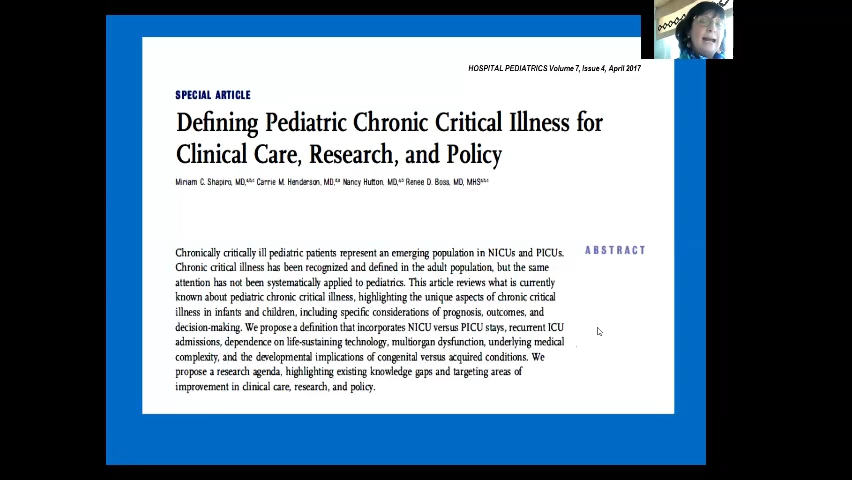 HOSPITAL PEDIATRICS Volume 7, Issue 4, April 2017
SPECIAL ARTICLE
Defining Pediatric Chronic Critical Illness for
Clinical Care, Research, and Policy
Miriam C. Shapiro, MD, Carrie M. Henderson, MD, Nancy Hutton, MD, Renee D. Boss, MD, MHS
ABSTRACT
Chronically critically ill pediatric patients represent an emerging population in NICUs and PICUs.
Chronic critical illness has been recognized and defined in the adult population, but the same
attention has not been systematically applied to pediatrics. This article reviews what is currently
known about pediatric chronic critical illness, highlighting the unique aspects of chronic critical
illness in infants and children, including specific considerations of prognosis, outcomes, and
decision-making. We propose a definition that incorporates NICU versus PICU stays, recurrent ICU
admissions, dependence on life-sustaining technology, multiorgan dysfunction, underlying medical
complexity, and the developmental implications of congenital versus acquired conditions. We
propose a research agenda, highlighting existing knowledge gaps and targeting areas of
improvement in clinical care, research, and policy.